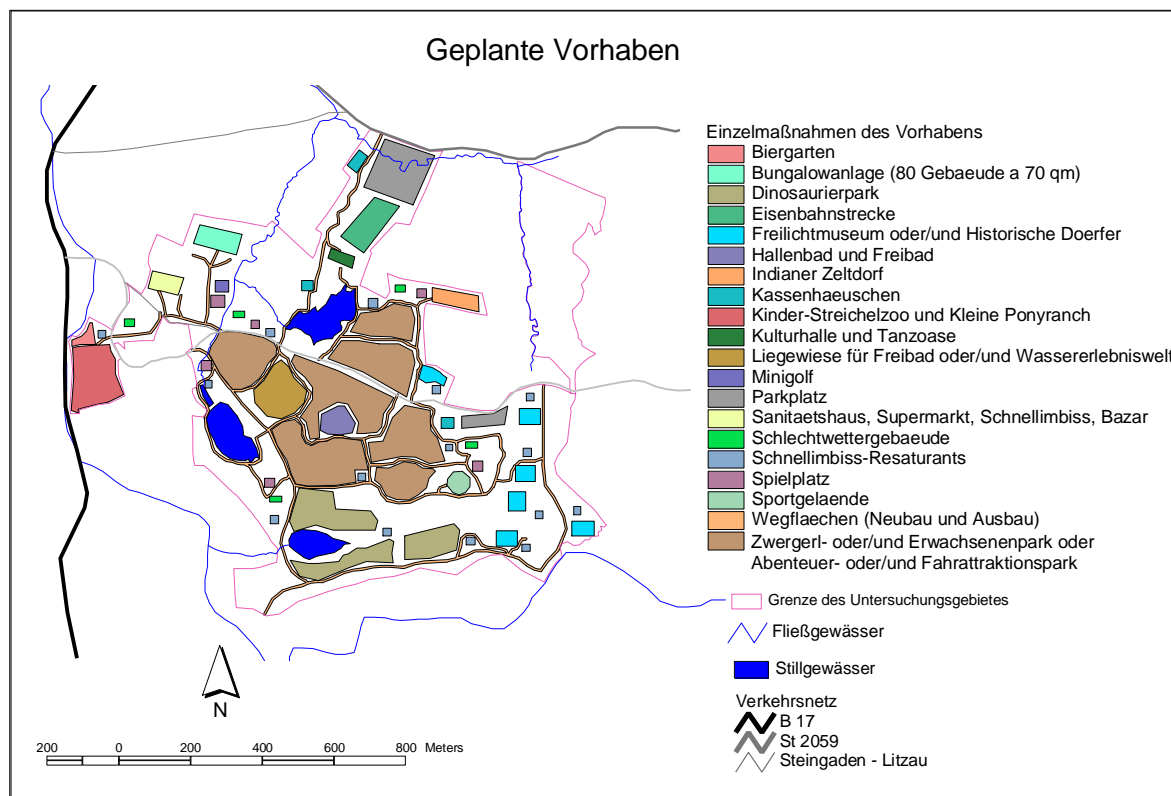 Geplante Vorhaben
Einzelmaßnahmen des Vorhabens
Biergarten
Bungalowanlage (80 Gebaeude a 70 qm)
Dinosaurierpark
Eisenbahnstrecke
Freilichtmuseum oder/und Historische Doerfer
Hallenbad und Freibad
Indianer Zeltdorf
Kassenhaeuschen
Kinder-Streichelzoo und Kleine Ponyranch
Kulturhalle und Tanzoase
Liegewiese für Freibad oder/und Wassererlebniswelt
Minigolf
Parkplatz
Sanitaetshaus, Supermarkt, Schnellimbiss, Bazar
Schlechtwettergebaeude
Schnellimbiss-Resaturants
Spielplatz
Sportgelaende
Wegflaechen (Neubau und Ausbau)
Zwergerl- oder/und Erwachsenenpark oder
Abenteuer- oder/und Fahrattraktionspark
Grenze des Untersuchungsgebietes
Fließgewässer
Stillgewässer
Verkehrsnetz
B 17
St 2059
Steingaden - Litzau
N
200 0 200 400 600 800 Meters